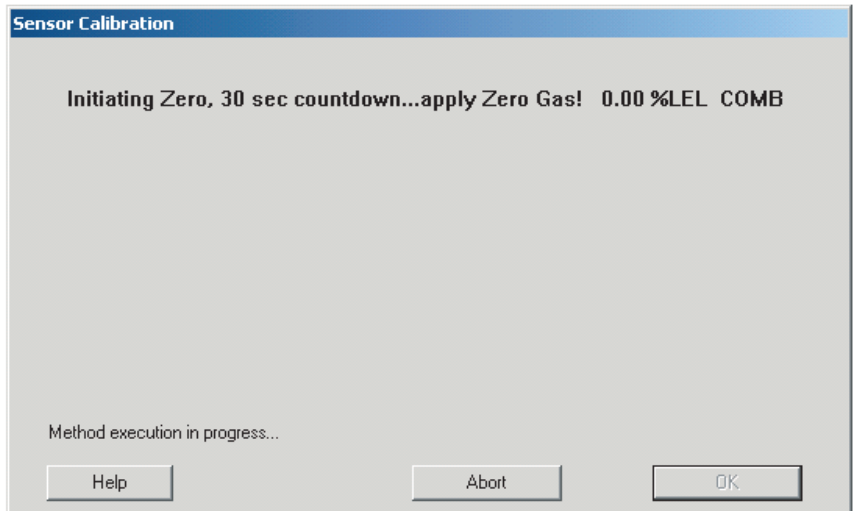 Sensor Calibration
Initiating Zero, 30 sec countdown...apply Zero Gas! 0.00 %LEL COMB
Method execution in progress...
Help Abort OK